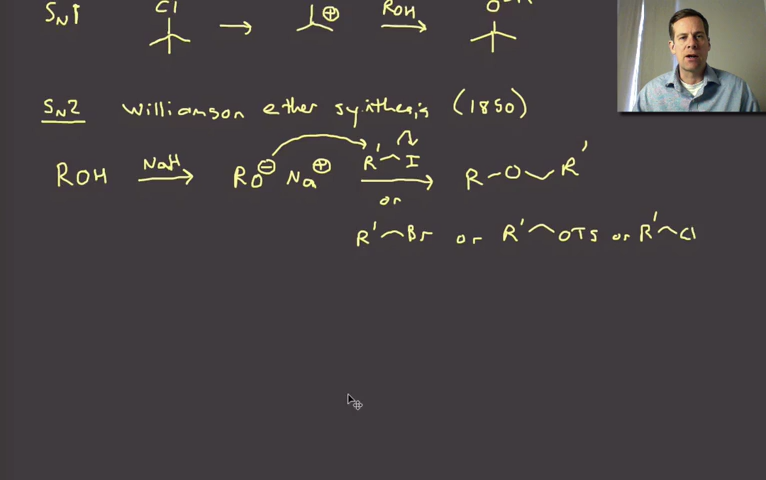 SN1 Cl ⊕ ROH O
SN2 Williamson ether synthesis (1850)
ROH NaH RO⊖ Na⊕ R' I R-O R'
or
R' Br or R' OTS or R' Cl